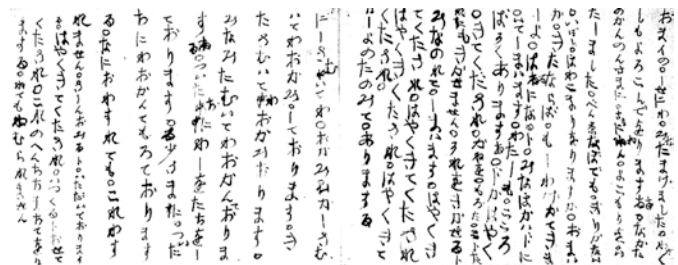 おまイの。しせにわ。みなたまけました。わたく
しもよろこんでをりまする。なかた
のかんのんさまに。さまにねん。よこもりを。いたし
ました。べん京なぼでも。きりかない。
いぼし。ほわこまりおりますか。おまいか。
きたならば。もしわけかてきま
しよ。はるになるト。みなほかいドに。
いてしまいます。わたしも。こころ
ぼそくありまする。ドかはやく
きてくだされ。かねを。もろたこト。
たれにもきかせません。それをきかせるト。
みなのれて。しまいます。はやくき
てくたされ。はやくきてくたされ
はやくきてくたされ。はやくきて
くたされ。
いしよのたのみて。ありまする
にしさむいてわ。おかみ。ひかしさむ
いてわおかみ。しております。き
たさむいてわおかみおります。
みなみたむいてわおかんております
ついたちにわしをたちをし
ております。い少さまに。ついた
ちにわおかんてもろております
なにおわすれても。これわす
れません。さしんおみるト。いただいております。
はやくきてくたされ。いつくるトおせて
くたされ。これのへんちちまちてをり
まする。ねてもねむられません